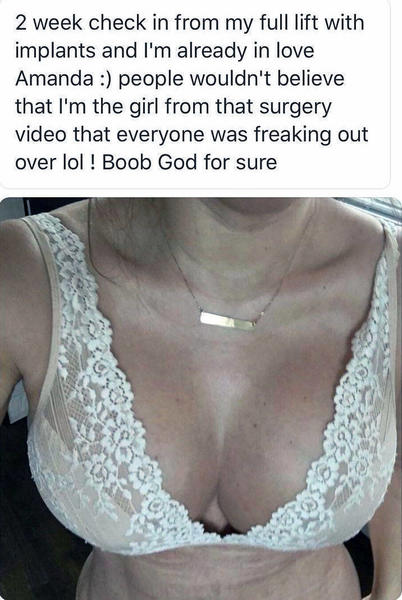 2 week check in from my full lift with
implants and I'm already in love
Amanda :) people wouldn't believe
that I'm the girl from that surgery
video that everyone was freaking out
over lol ! Boob God for sure